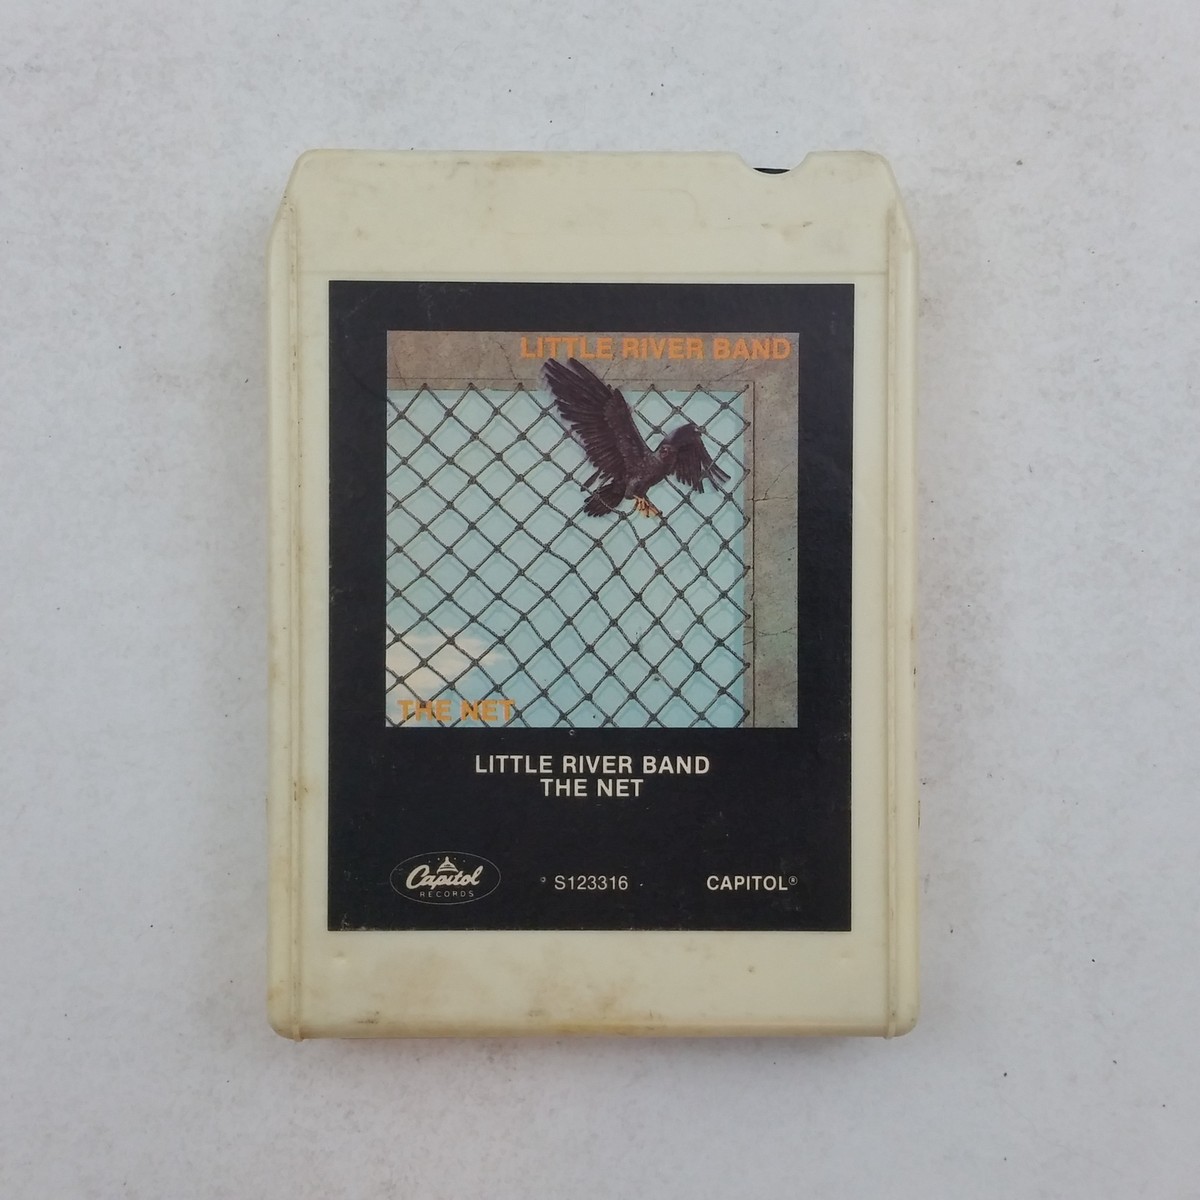 LITTLE RIVER BAND
THE NET
LITTLE RIVER BAND
THE NET
Capitol
RECORDS
S123316
CAPITOL®